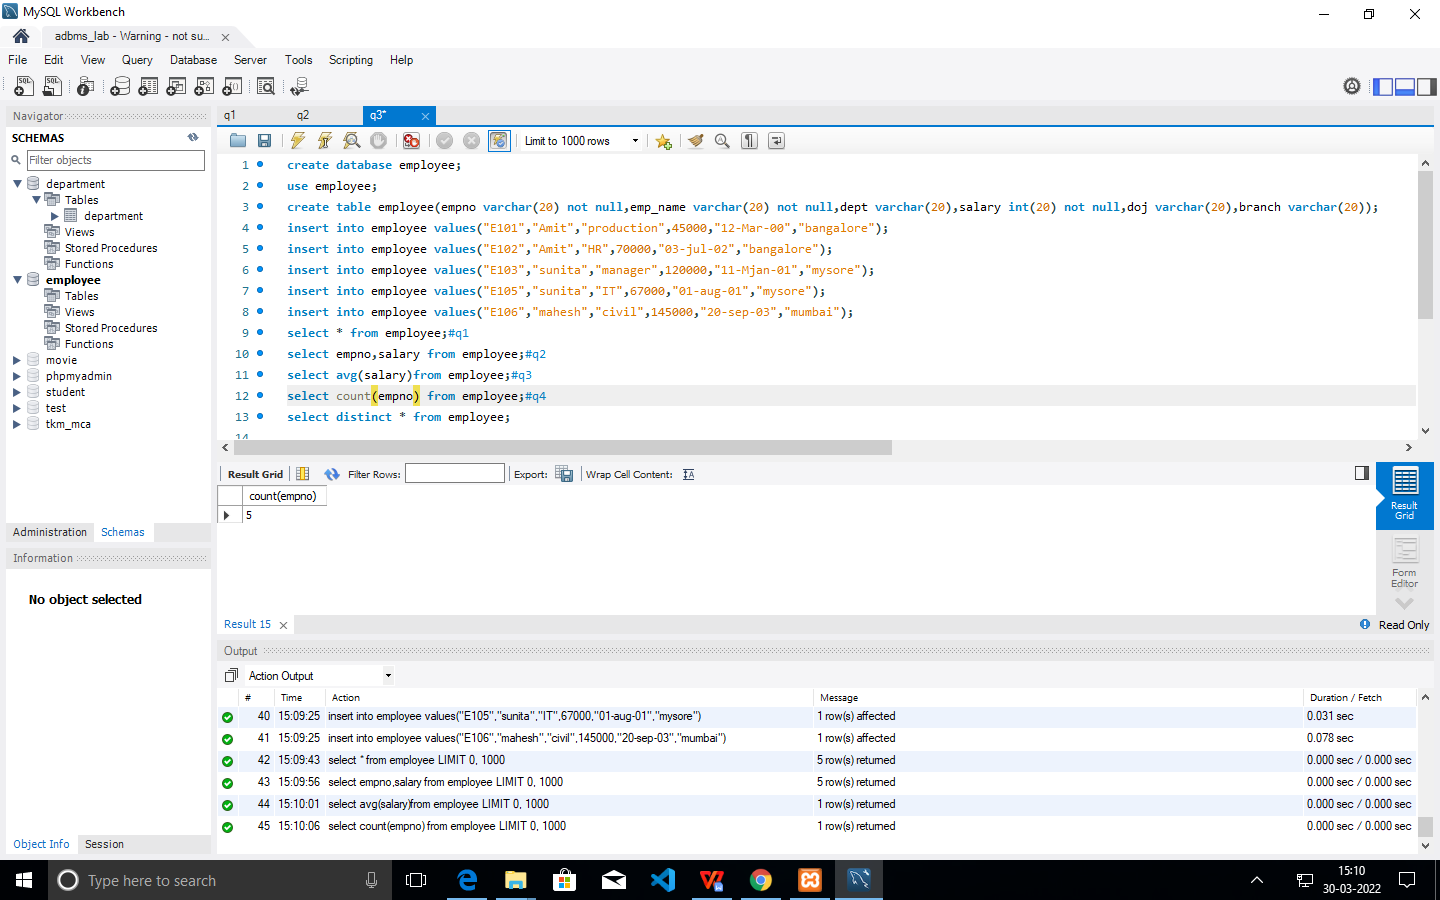 MySQL Workbench
adbms_lab - Warning - not su...
File Edit View Query Database Server Tools Scripting Help
Navigator
SCHEMAS
Filter objects
department
Tables
department
Views
Stored Procedures
Functions
employee
Tables
Views
Stored Procedures
Functions
movie
phpmyadmin
student
test
tkm_mca
Administration Schemas
Information
No object selected
Object Info Session
q1 q2 q3*
Limit to 1000 rows
1 create database employee;
2 use employee;
3 create table employee(empno varchar(20) not null,emp_name varchar(20) not null,dept varchar(20),salary int(20) not null,doj varchar(20),branch varchar(20));
4 insert into employee values("E101","Amit","production",45000,"12-Mar-00","bangalore");
5 insert into employee values("E102","Amit","HR",70000,"03-jul-02","bangalore");
6 insert into employee values("E103","sunita","manager",120000,"11-Mjan-01","mysore");
7 insert into employee values("E105","sunita","IT",67000,"01-aug-01","mysore");
8 insert into employee values("E106","mahesh","civil",145000,"20-sep-03","mumbai");
9 select * from employee;#q1
10 select empno,salary from employee;#q2
11 select avg(salary)from employee;#q3
12 select count(empno) from employee;#q4
13 select distinct * from employee;
14
Result Grid Filter Rows: Export: Wrap Cell Content:
count(empno)
5
Result Grid
Form Editor
Result 15
Read Only
Output
Action Output
# Time Action Message Duration / Fetch
40 15:09:25 insert into employee values("E105","sunita","IT",67000,"01-aug-01","mysore") 1 row(s) affected 0.031 sec
41 15:09:25 insert into employee values("E106","mahesh","civil",145000,"20-sep-03","mumbai") 1 row(s) affected 0.078 sec
42 15:09:43 select * from employee LIMIT 0, 1000 5 row(s) returned 0.000 sec / 0.000 sec
43 15:09:56 select empno,salary from employee LIMIT 0, 1000 5 row(s) returned 0.000 sec / 0.000 sec
44 15:10:01 select avg(salary)from employee LIMIT 0, 1000 1 row(s) returned 0.000 sec / 0.000 sec
45 15:10:06 select count(empno) from employee LIMIT 0, 1000 1 row(s) returned 0.000 sec / 0.000 sec
Type here to search
15:10
30-03-2022